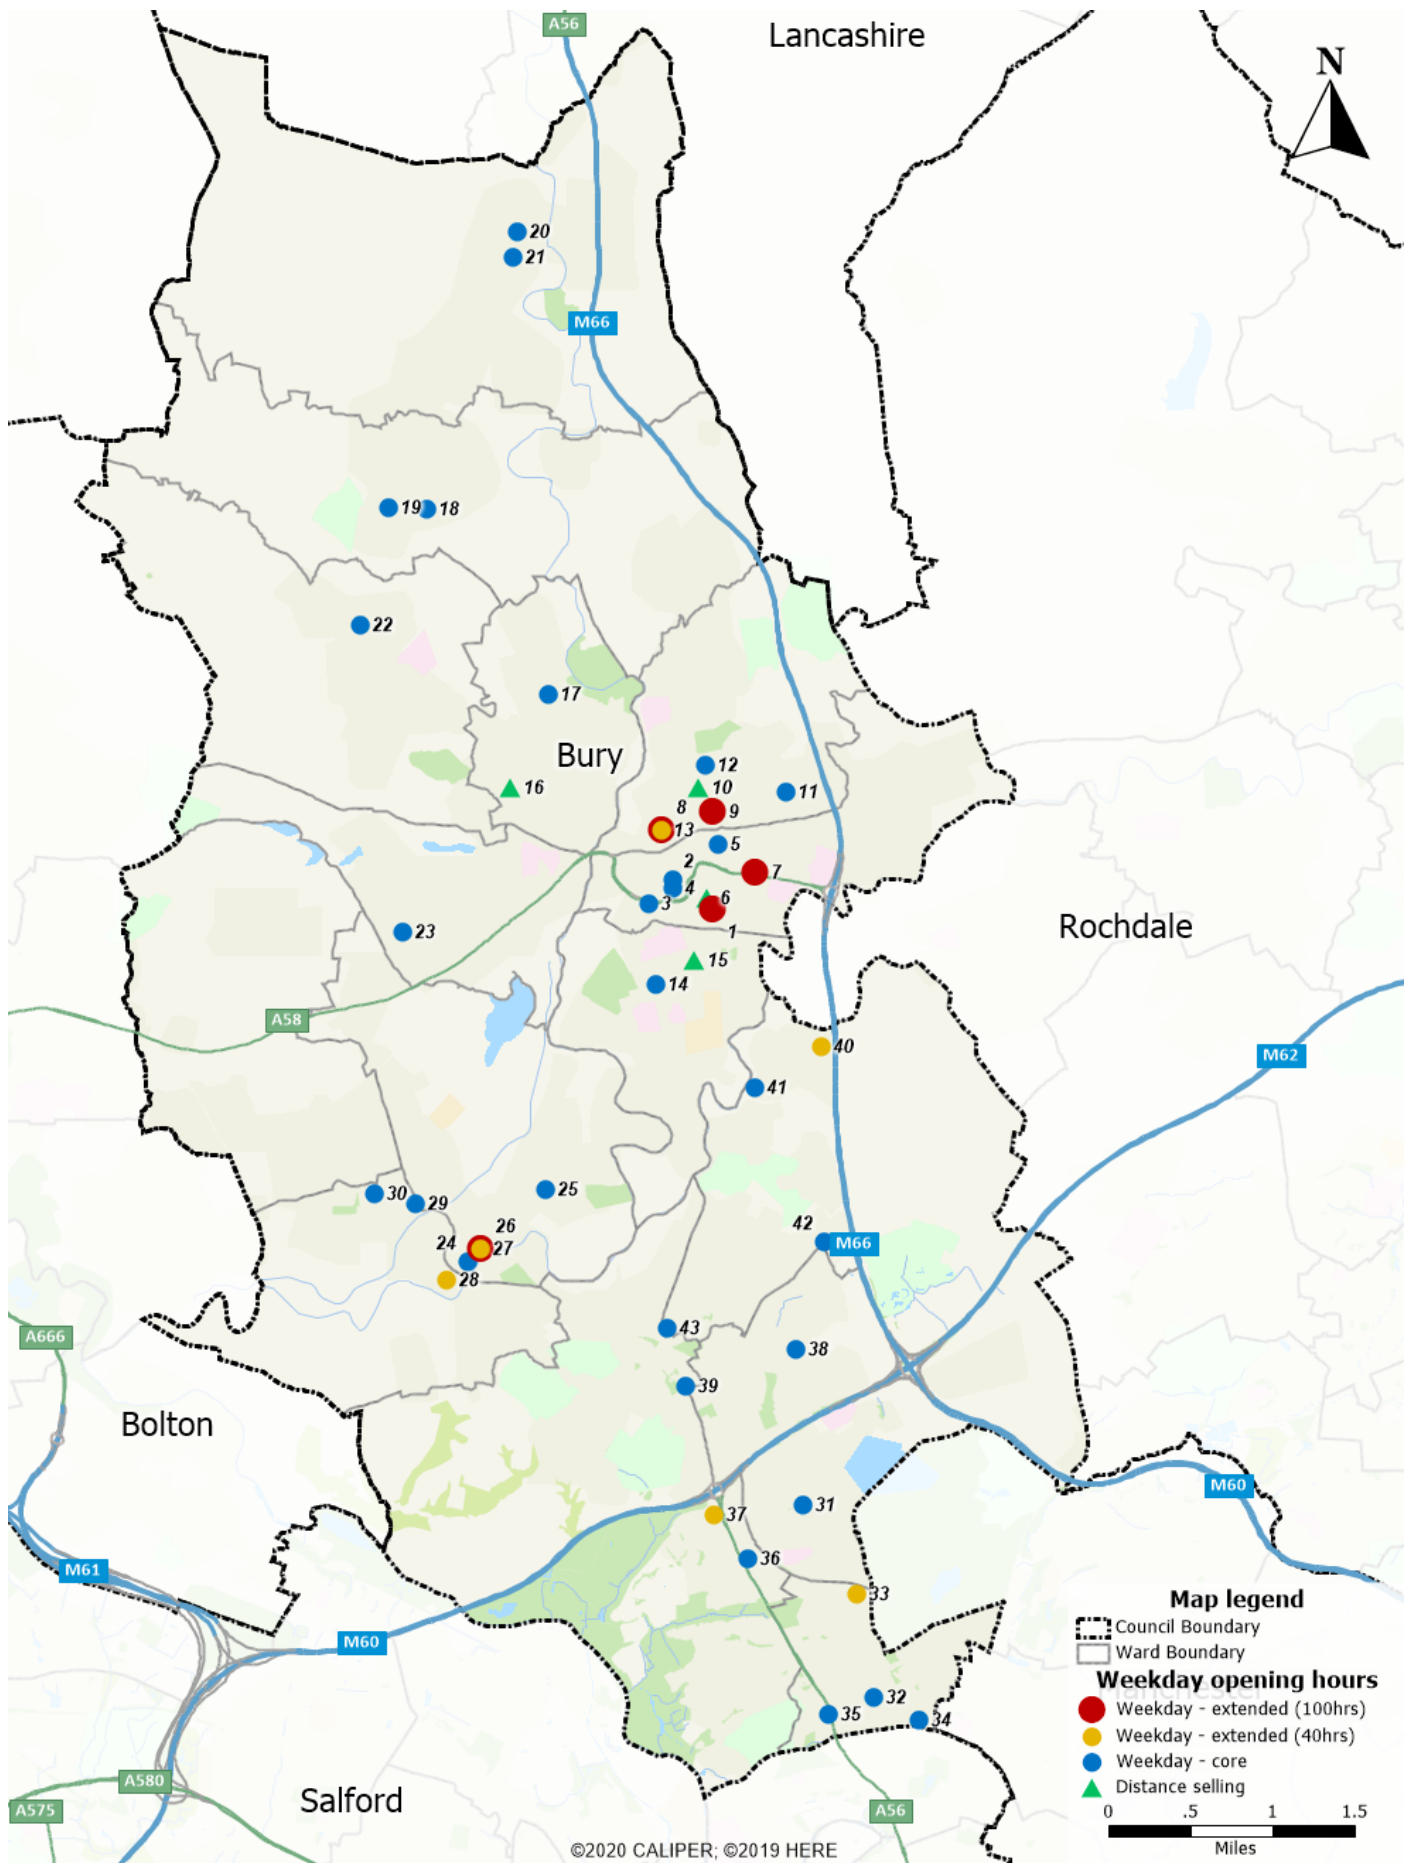 A56
Lancashire
N
20
21
M66
19
18
22
17
Bury
12
16
10
11
8
9
13
5
2
7
4
3
6
1
23
Rochdale
15
14
A58
40
M62
41
25
30
29
26
42
24
27
M66
28
A666
43
38
39
Bolton
M60
31
37
36
M61
33
Map legend
Council Boundary
M60
Ward Boundary
Weekday opening hours
Manchester
32
Weekday - extended (100hrs)
35
34
Weekday - extended (40hrs)
Weekday - core
A580
Distance selling
Salford
A575
A56
0 .5 1 1.5
Miles
©2020 CALIPER; ©2019 HERE